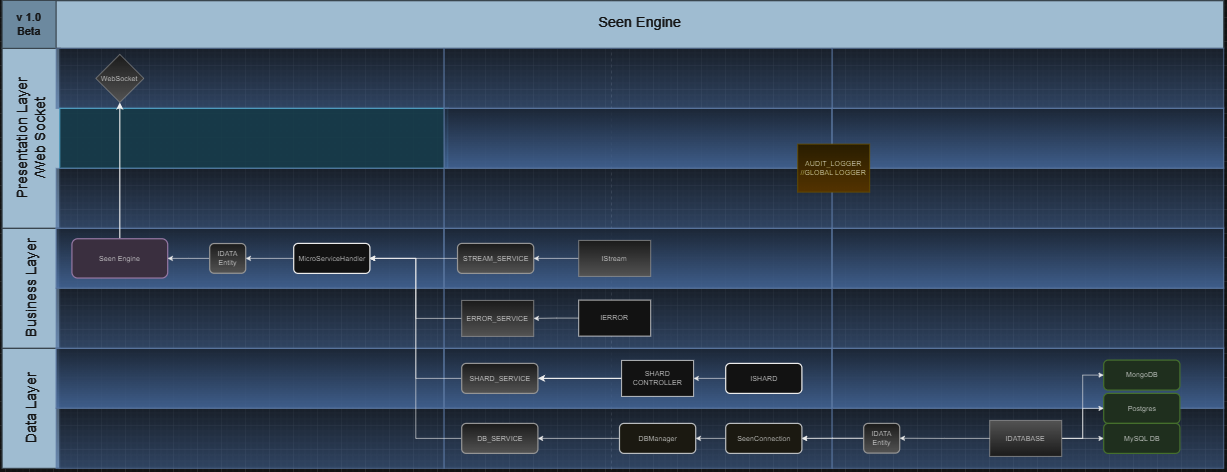 v 1.0
Beta
Seen Engine
Presentation Layer
/Web Socket
WebSocket
AUDIT_LOGGER
//GLOBAL LOGGER
Business Layer
Seen Engine
IDATA
Entity
MicroServiceHandler
STREAM_SERVICE
IStream
ERROR_SERVICE
IERROR
Data Layer
SHARD_SERVICE
SHARD
CONTROLLER
ISHARD
MongoDB
Postgres
DB_SERVICE
DBManager
SeenConnection
IDATA
Entity
IDATABASE
MySQL DB